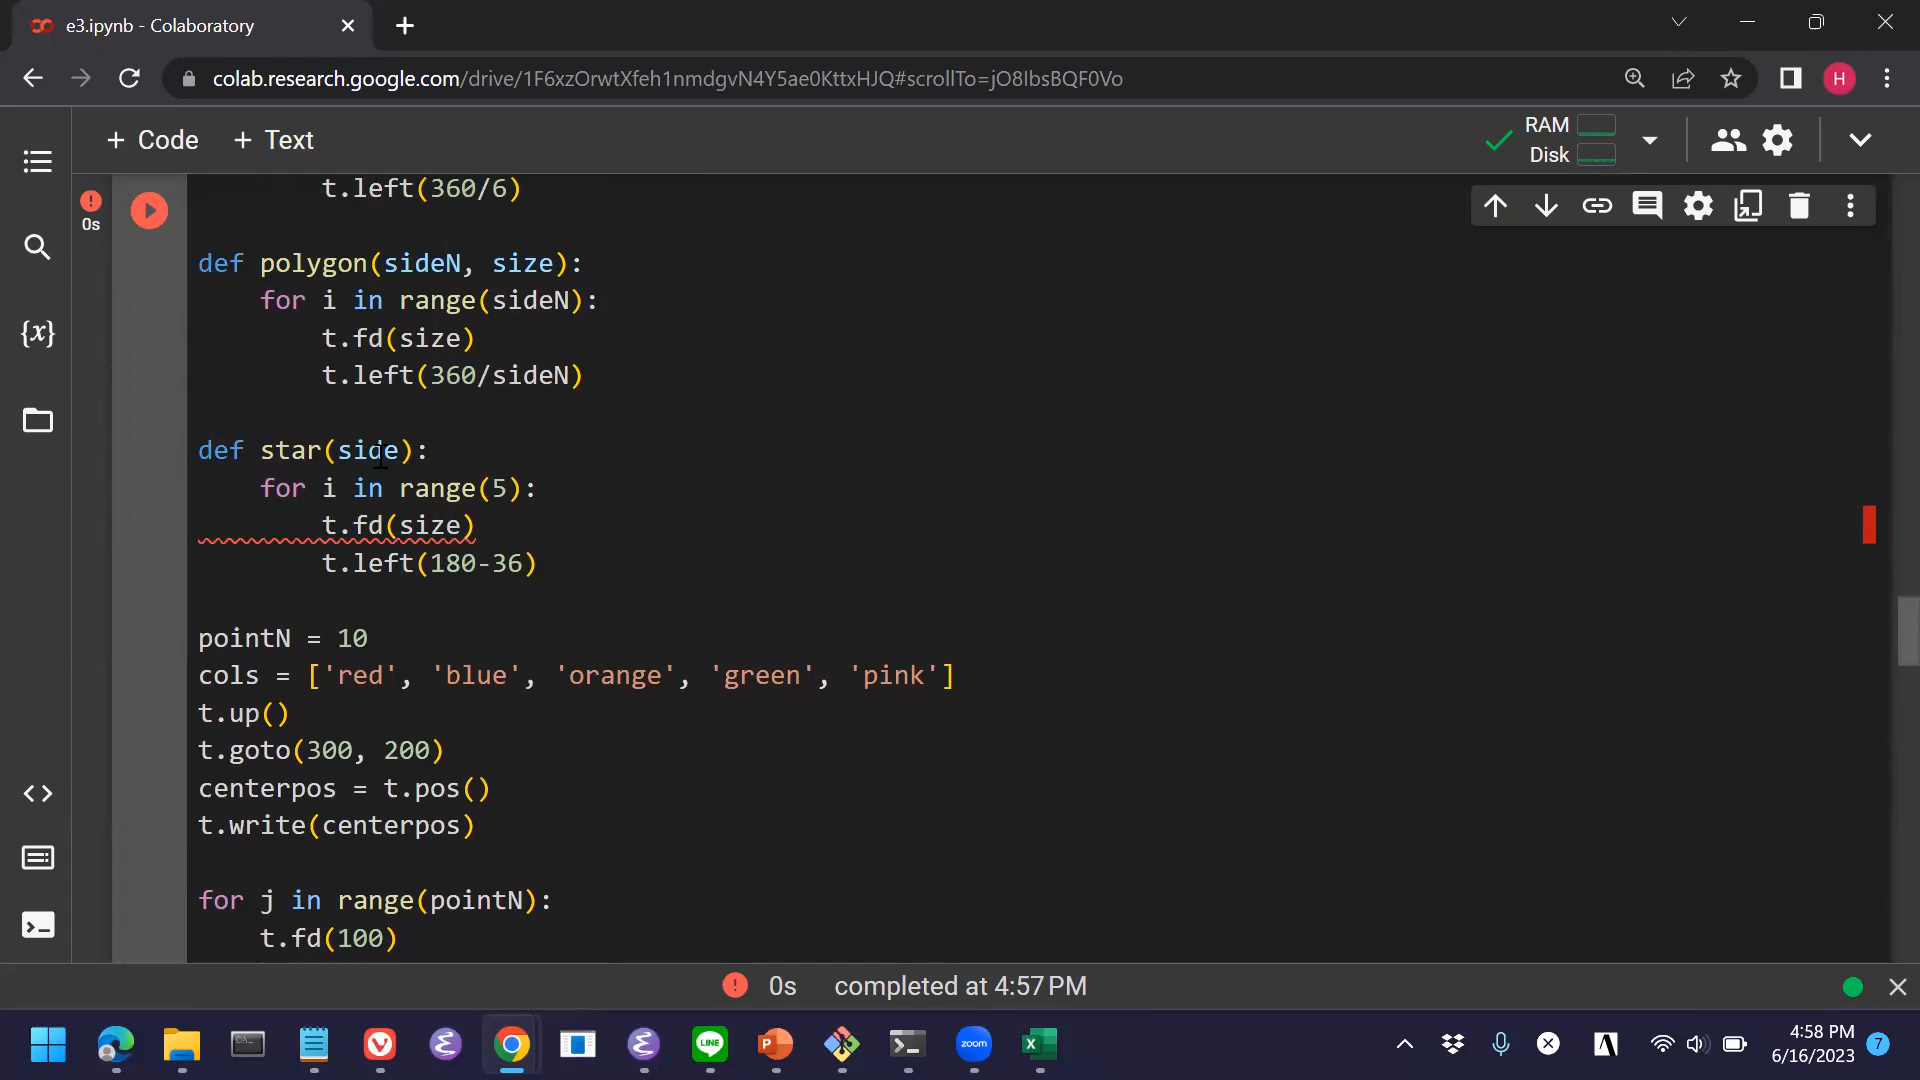 e3.ipynb - Colaboratory
colab.research.google.com/drive/1F6xzOrwtXfeh1nmdgvN4Y5ae0KttxHJQ#scrollTo=jO8IbsBQF0Vo
H
+ Code + Text
RAM
Disk
{x}
0s
t.left(360/6)
def polygon(sideN, size):
for i in range(sideN):
t.fd(size)
t.left(360/sideN)
def star(side):
for i in range(5):
t.fd(size)
t.left(180-36)
pointN = 10
cols = ['red', 'blue', 'orange', 'green', 'pink']
t.up()
t.goto(300, 200)
centerpos = t.pos()
t.write(centerpos)
for j in range(pointN):
t.fd(100)
0s completed at 4:57 PM
LINE
zoom
A
4:58 PM
6/16/2023
7